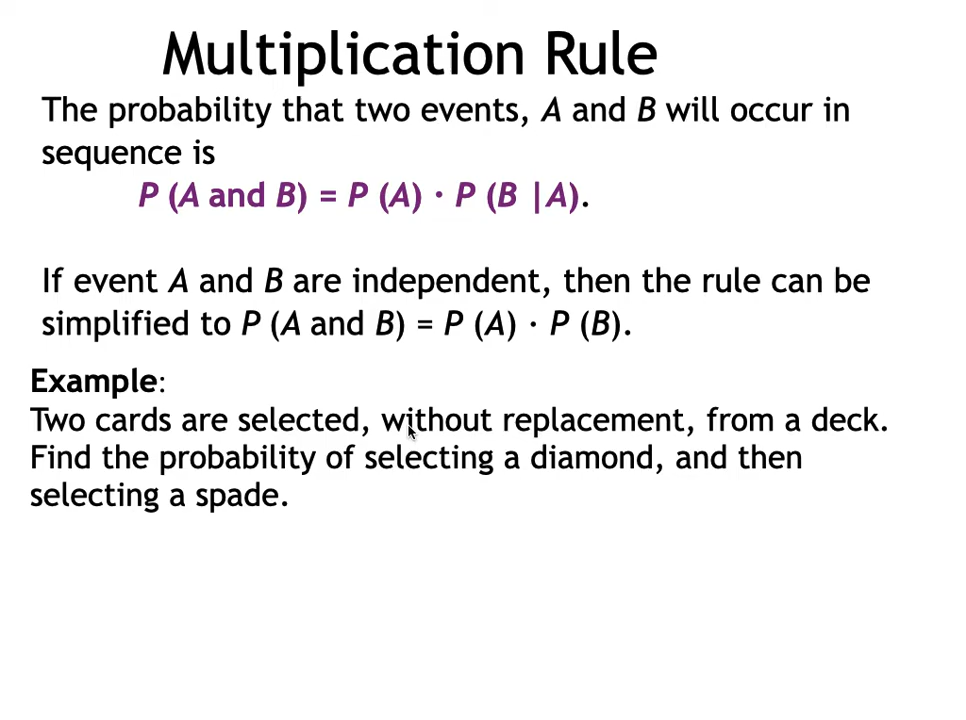 Multiplication Rule
The probability that two events, A and B will occur in
sequence is
P (A and B) = P (A) · P (B |A).
If event A and B are independent, then the rule can be
simplified to P (A and B) = P (A) · P (B).
Example:
Two cards are selected, without replacement, from a deck.
Find the probability of selecting a diamond, and then
selecting a spade.